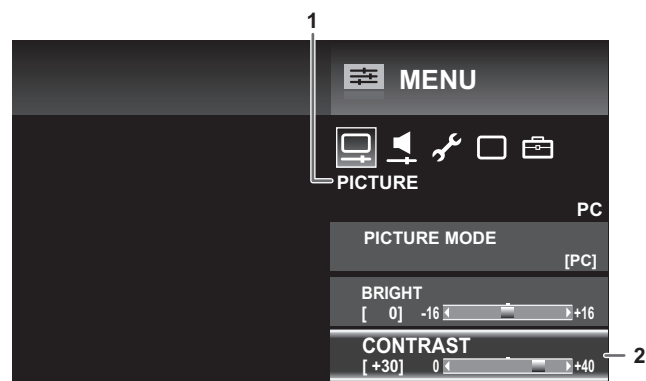 1
MENU
PICTURE
PC
PICTURE MODE
[PC]
BRIGHT
[ 0] -16 +16
CONTRAST
[ +30] 0 +40
2